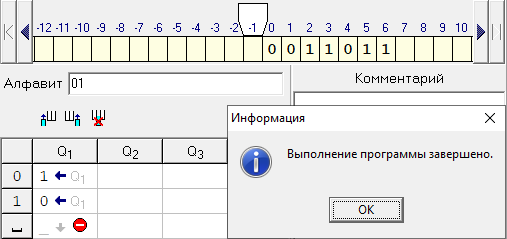 -12 -11 -10 -9 -8 -7 -6 -5 -4 -3 -2 -1 0 1 2 3 4 5 6 7 8 9 10
0 0 1 1 0 1 1
Алфавит 01
Комментарий
Информация
Выполнение программы завершено.
OK
Q1 Q2 Q3
0 1 Q1
1 0 Q1
_